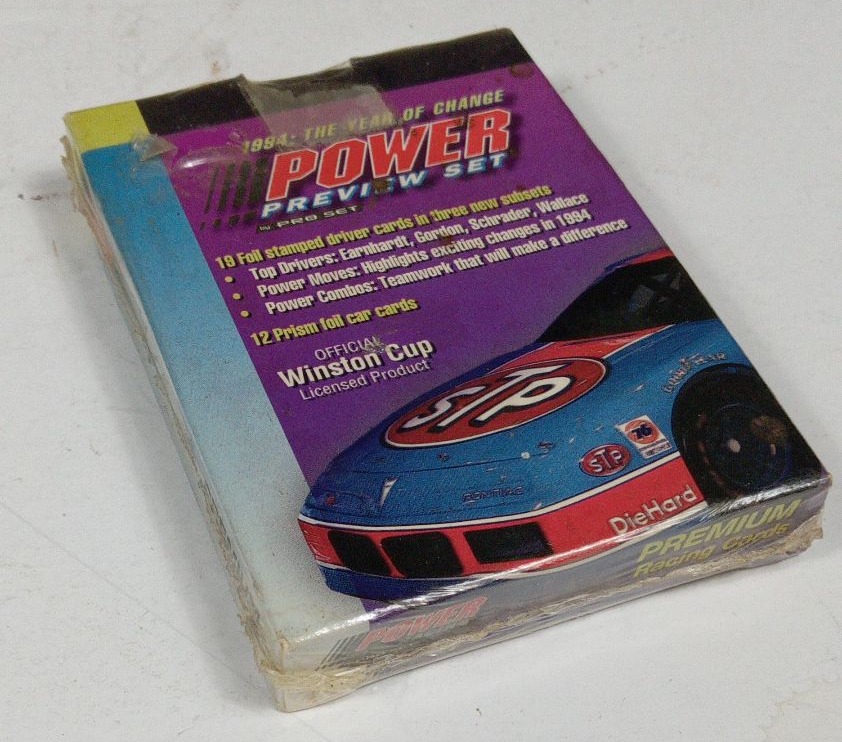 1994: THE YEAR OF CHANGE
POWER
PREVIEW SET
BY PRO SET
19 Foil stamped driver cards in three new subsets
• Top Drivers: Earnhardt, Gordon, Schrader, Wallace
• Power Moves: Highlights exciting changes in 1994
• Power Combos: Teamwork that will make a difference
12 Prism foil car cards
OFFICIAL
Winston Cup
Licensed Product
STP
GOODYEAR
76
STP
PONTIAC
DieHard
PREMIUM
Racing Cards
POWER